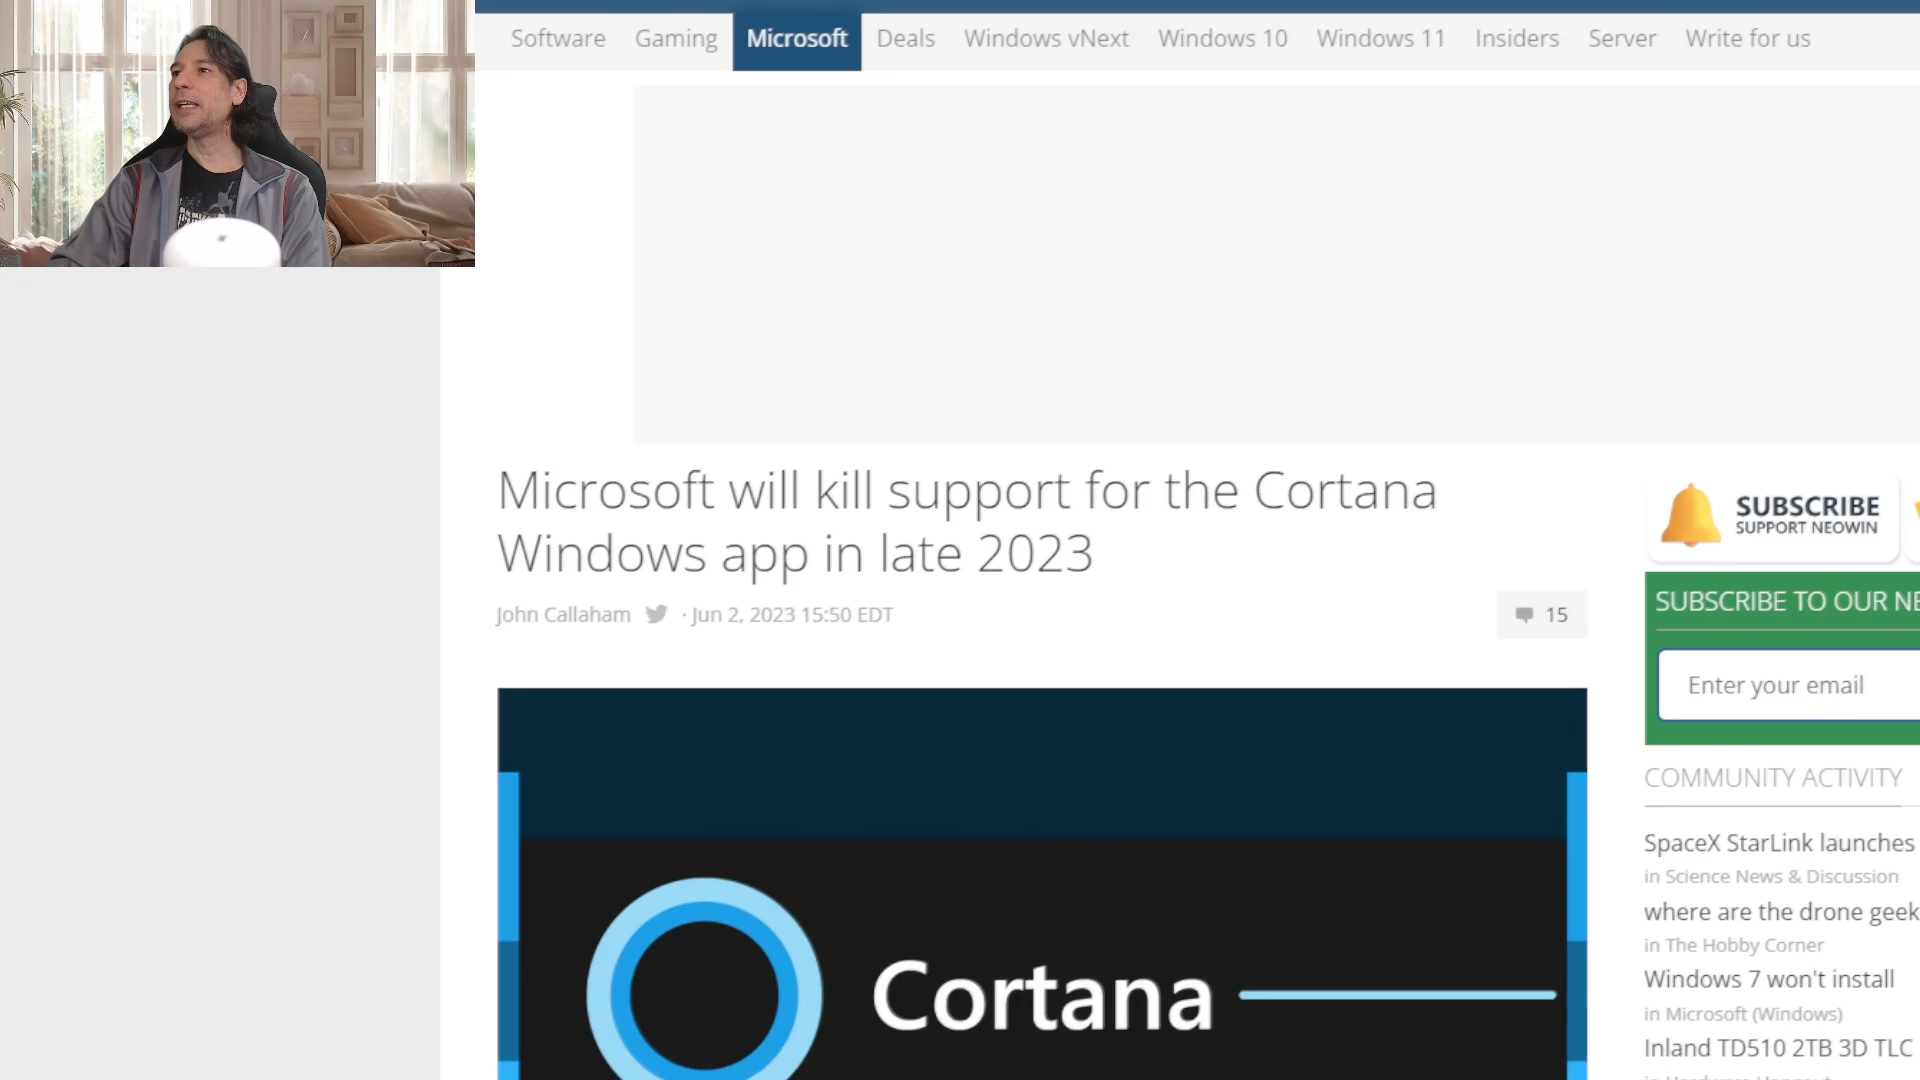 Software Gaming Microsoft Deals Windows vNext Windows 10 Windows 11 Insiders Server Write for us
Microsoft will kill support for the Cortana
Windows app in late 2023
John Callaham · Jun 2, 2023 15:50 EDT
15
Cortana
SUBSCRIBE
SUPPORT NEOWIN
SUBSCRIBE TO OUR NE
Enter your email
COMMUNITY ACTIVITY
SpaceX StarLink launches
in Science News & Discussion
where are the drone geek
in The Hobby Corner
Windows 7 won't install
in Microsoft (Windows)
Inland TD510 2TB 3D TLC